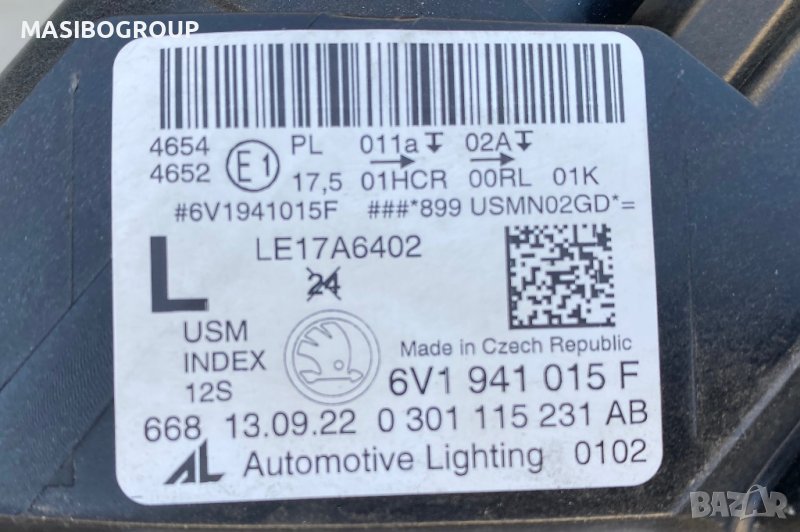 MASIBOGROUP
4654 PL 011a 02A
4652 E1 17,5 01HCR 00RL 01K
#6V1941015F ###*899 USMN02GD*=
L LE17A6402
24
USM
INDEX
12S
Made in Czech Republic
6V1 941 015 F
668 13.09.22 0 301 115 231 AB
AL Automotive Lighting 0102
BAZAR